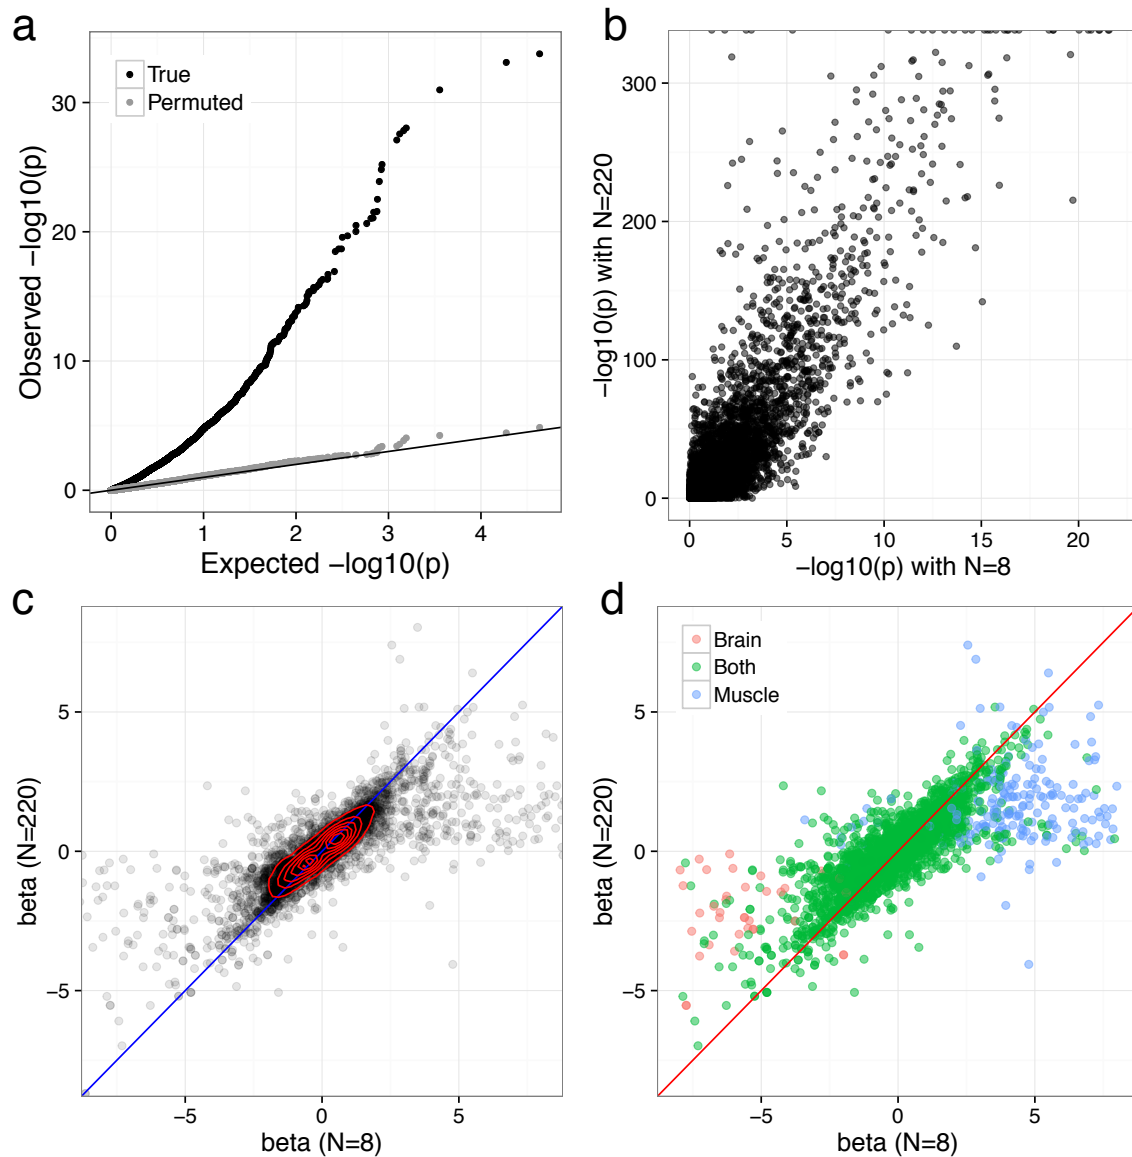 a
Observed −log10(p)
30
20
10
0
True
Permuted
0 1 2 3 4
Expected −log10(p)
b
−log10(p) with N=220
300
200
100
0
0 5 10 15 20
−log10(p) with N=8
c
beta (N=220)
5
0
−5
−5 0 5
beta (N=8)
d
beta (N=220)
5
0
−5
Brain
Both
Muscle
−5 0 5
beta (N=8)